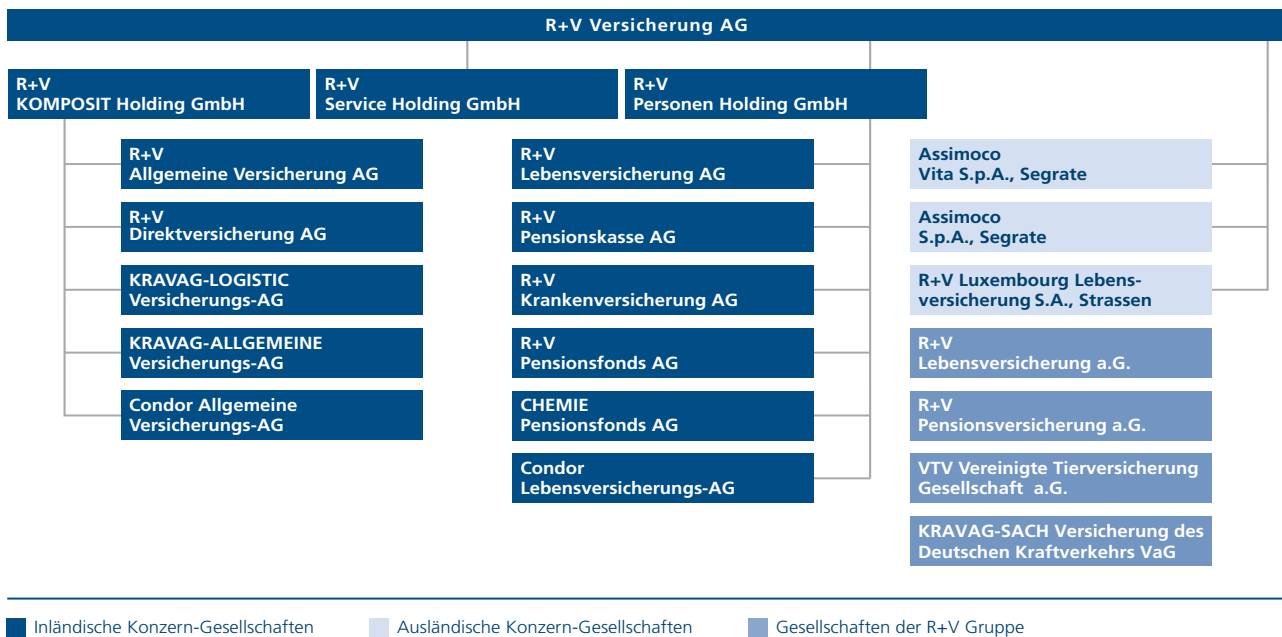 R+V Versicherung AG
R+V
KOMPOSIT Holding GmbH
R+V
Service Holding GmbH
R+V
Personen Holding GmbH
R+V
Allgemeine Versicherung AG
R+V
Direktversicherung AG
KRAVAG-LOGISTIC
Versicherungs-AG
KRAVAG-ALLGEMEINE
Versicherungs-AG
Condor Allgemeine
Versicherungs-AG
R+V
Lebensversicherung AG
R+V
Pensionskasse AG
R+V
Krankenversicherung AG
R+V
Pensionsfonds AG
CHEMIE
Pensionsfonds AG
Condor
Lebensversicherungs-AG
Assimoco
Vita S.p.A., Segrate
Assimoco
S.p.A., Segrate
R+V Luxembourg Lebens-
versicherung S.A., Strassen
R+V
Lebensversicherung a.G.
R+V
Pensionsversicherung a.G.
VTV Vereinigte Tierversicherung
Gesellschaft a.G.
KRAVAG-SACH Versicherung des
Deutschen Kraftverkehrs VaG
Inländische Konzern-Gesellschaften
Ausländische Konzern-Gesellschaften
Gesellschaften der R+V Gruppe